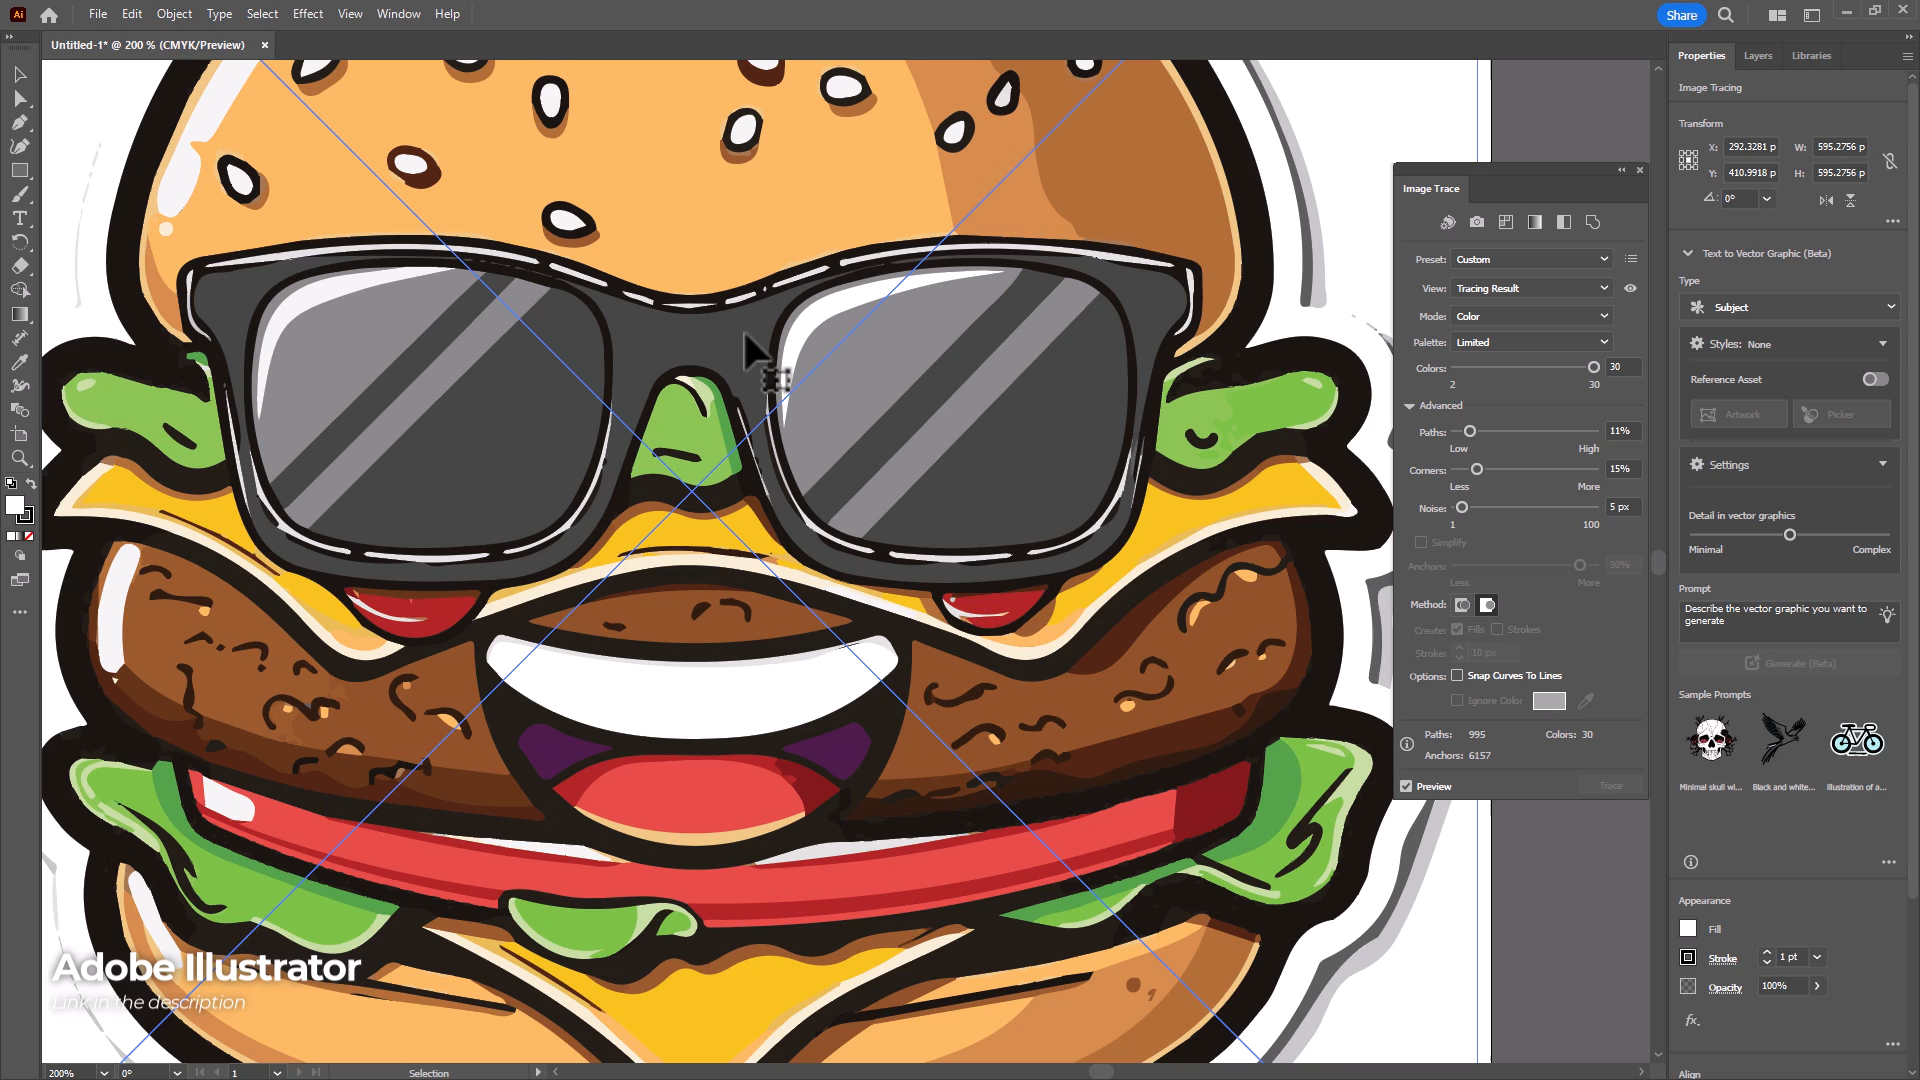 Ai File Edit Object Type Select Effect View Window Help Share
Untitled-1* @ 200 % (CMYK/Preview) ×
Properties Layers Libraries
Image Tracing
Transform
X: 292.3281 p W: 595.2756 p
Y: 410.9918 p H: 595.2756 p
0°
Text to Vector Graphic (Beta)
Type
Subject
Styles: None
Reference Asset
Artwork Picker
Settings
Detail in vector graphics
Minimal Complex
Prompt
Describe the vector graphic you want to
generate
Generate (Beta)
Sample Prompts
Minimal skull wi... Black and white... Illustration of a...
Appearance
Fill
Stroke 1 pt
Opacity 100%
fx.
Align
Image Trace
Preset: Custom
View: Tracing Result
Mode: Color
Palette: Limited
Colors: 30
2 30
Advanced
Paths: 11%
Low High
Corners: 15%
Less More
Noise: 5 px
1 100
Simplify
Anchors: 90%
Less More
Method:
Create: Fills Strokes
Stroke: 10 px
Options: Snap Curves To Lines
Ignore Color
Paths: 995 Colors: 30
Anchors: 6157
Preview Trace
Adobe Illustrator
Link in the description
200% 0° 1 Selection